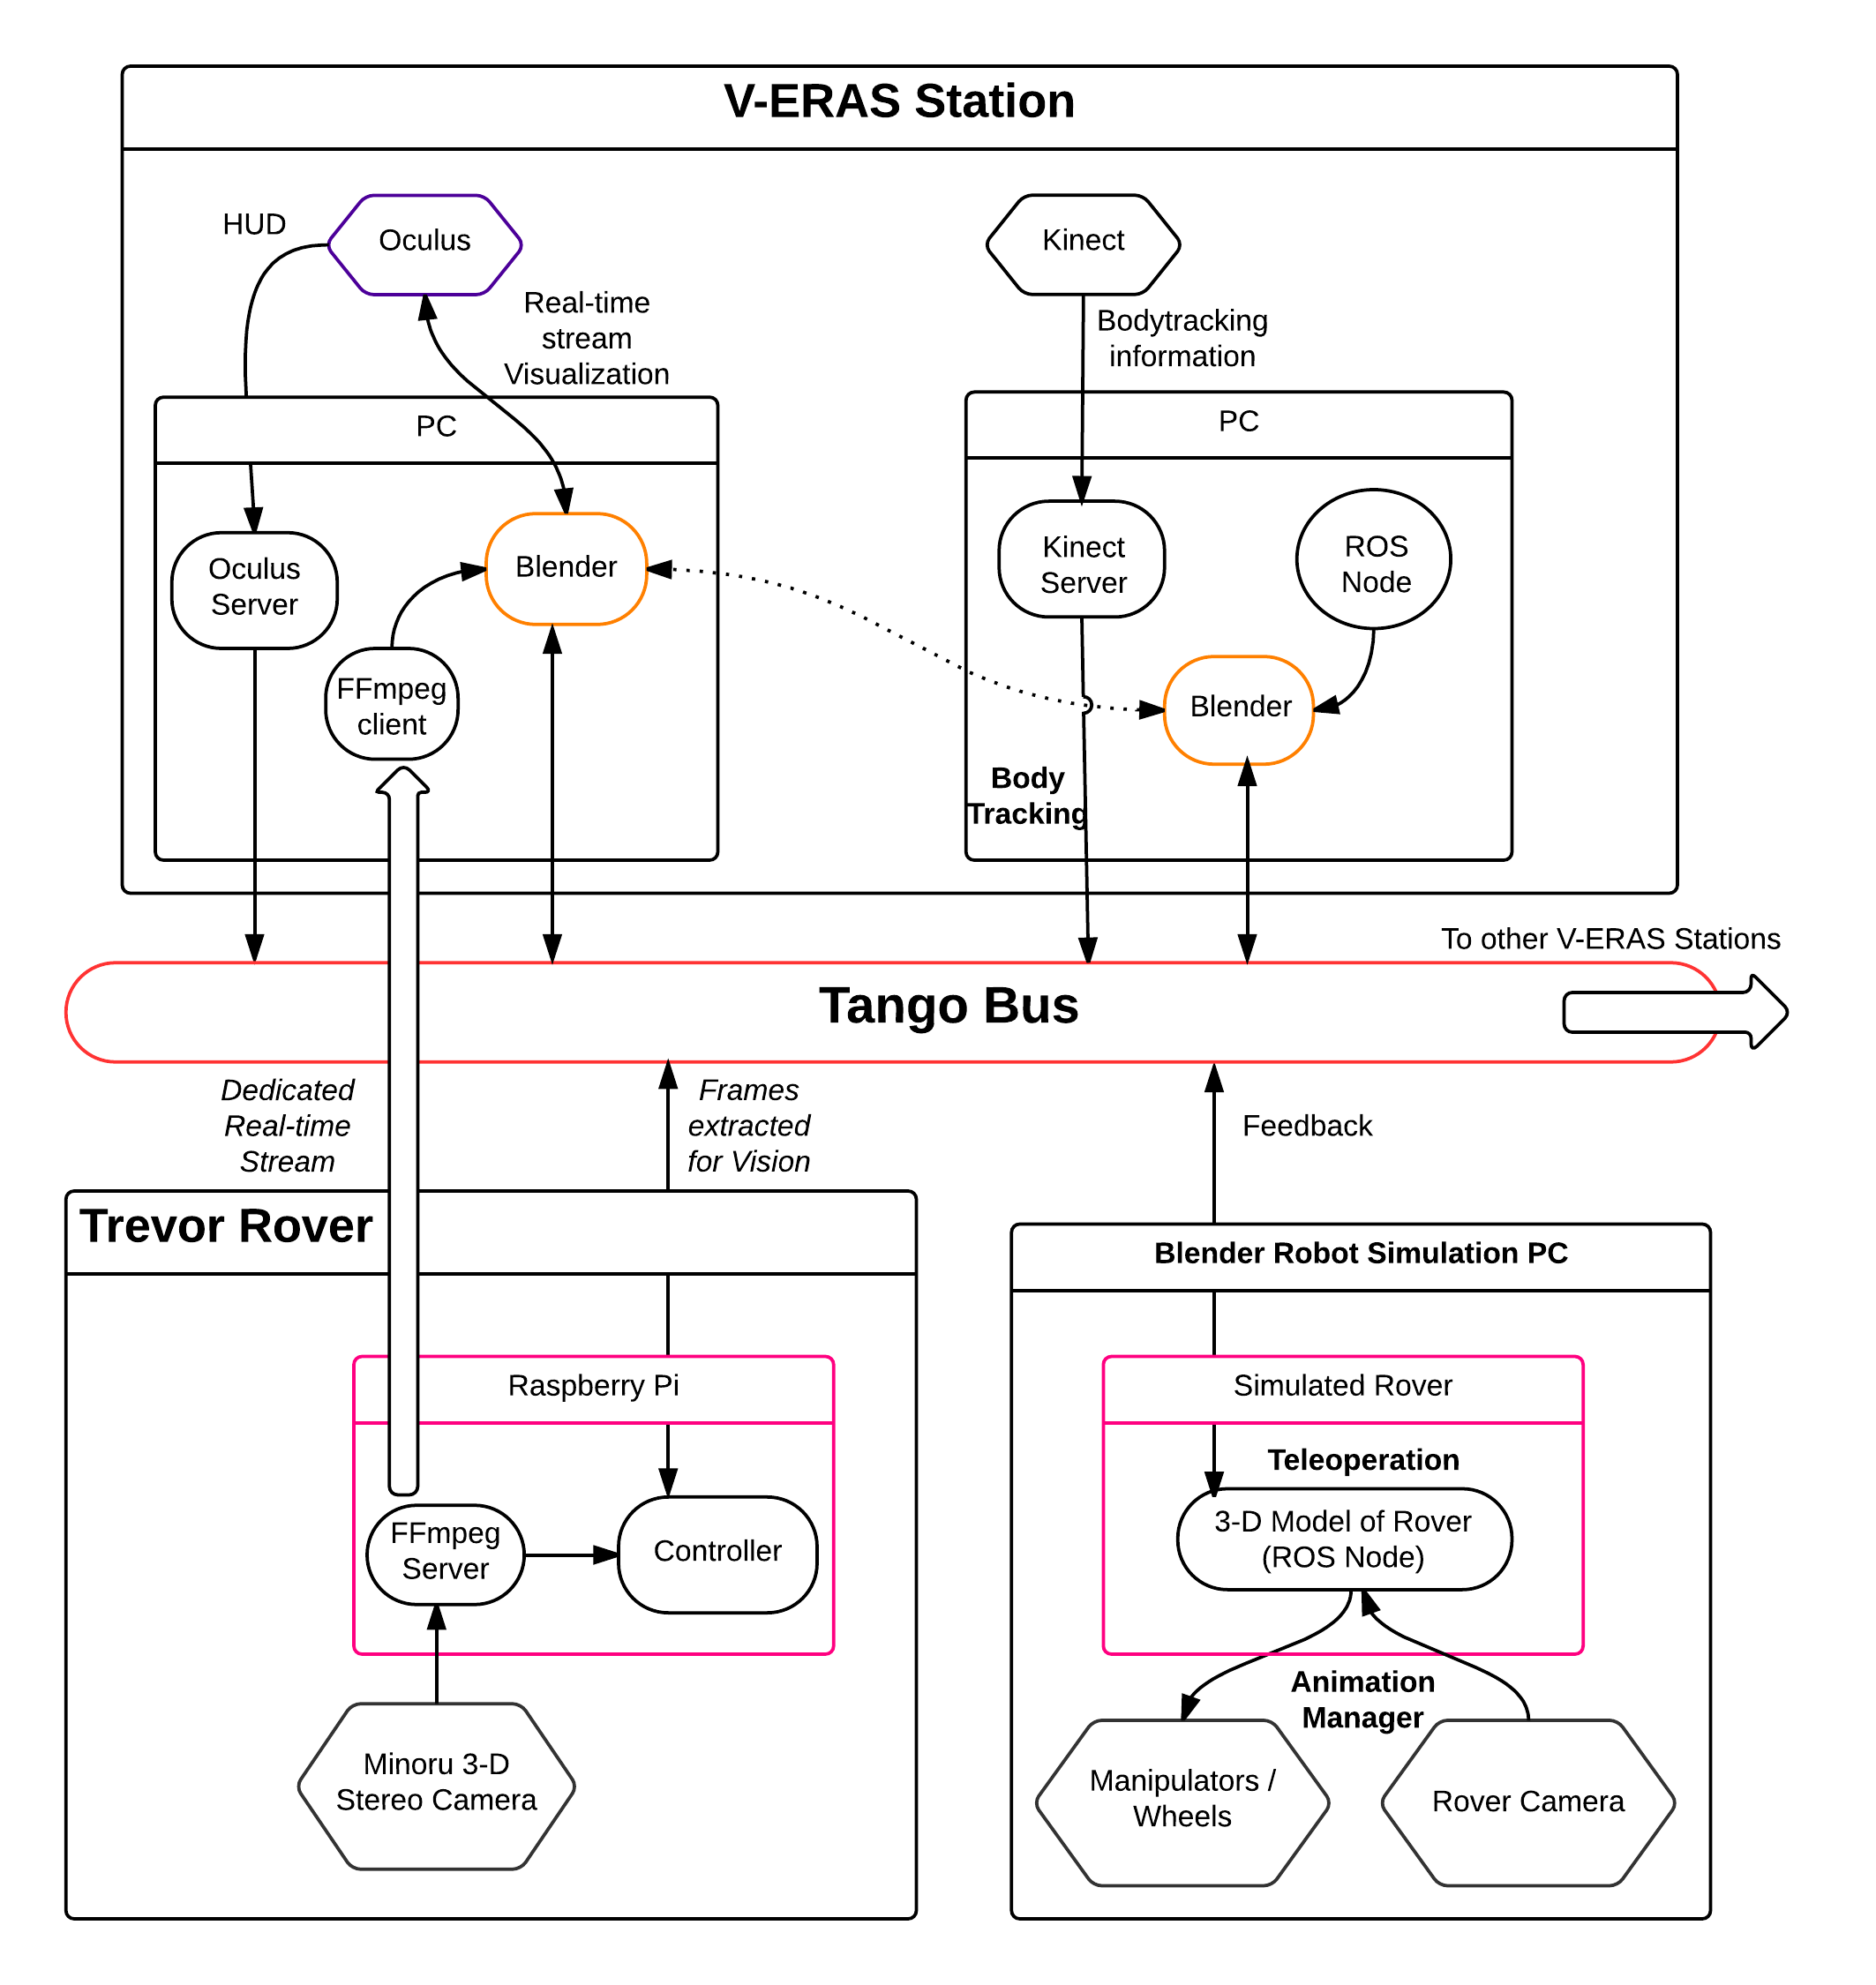 V-ERAS Station
HUD
Oculus
Kinect
Real-time
stream
Visualization
Bodytracking
information
PC
PC
Oculus
Server
Blender
Kinect
Server
ROS
Node
FFmpeg
client
Blender
Body
Tracking
To other V-ERAS Stations
Tango Bus
Dedicated
Real-time
Stream
Frames
extracted
for Vision
Feedback
Trevor Rover
Blender Robot Simulation PC
Raspberry Pi
Simulated Rover
Teleoperation
FFmpeg
Server
Controller
3-D Model of Rover
(ROS Node)
Animation
Manager
Minoru 3-D
Stereo Camera
Manipulators /
Wheels
Rover Camera